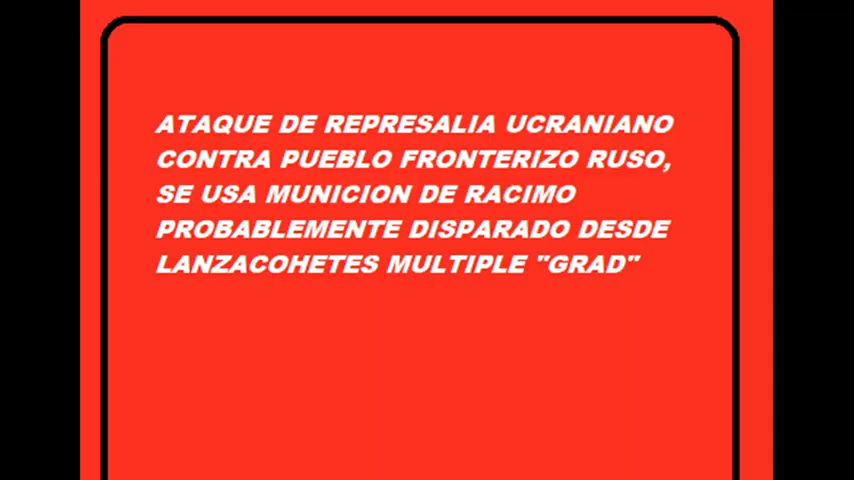 ATAQUE DE REPRESALIA UCRANIANO
CONTRA PUEBLO FRONTERIZO RUSO,
SE USA MUNICION DE RACIMO
PROBABLEMENTE DISPARADO DESDE
LANZACOHETES MULTIPLE "GRAD"